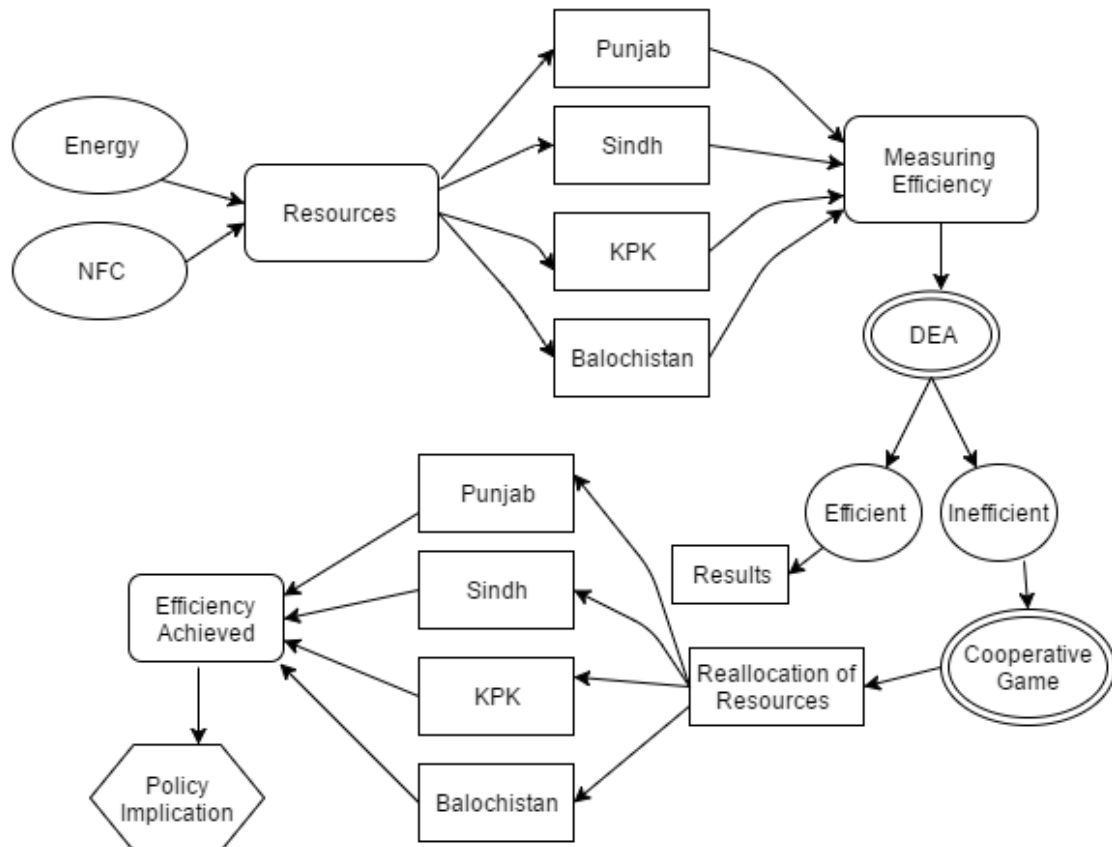 Punjab
Energy
Sindh
Measuring
Efficiency
Resources
NFC
KPK
DEA
Balochistan
Punjab
Efficient
Inefficient
Results
Sindh
Efficiency
Achieved
Cooperative
Game
Reallocation of
Resources
KPK
Policy
Implication
Balochistan